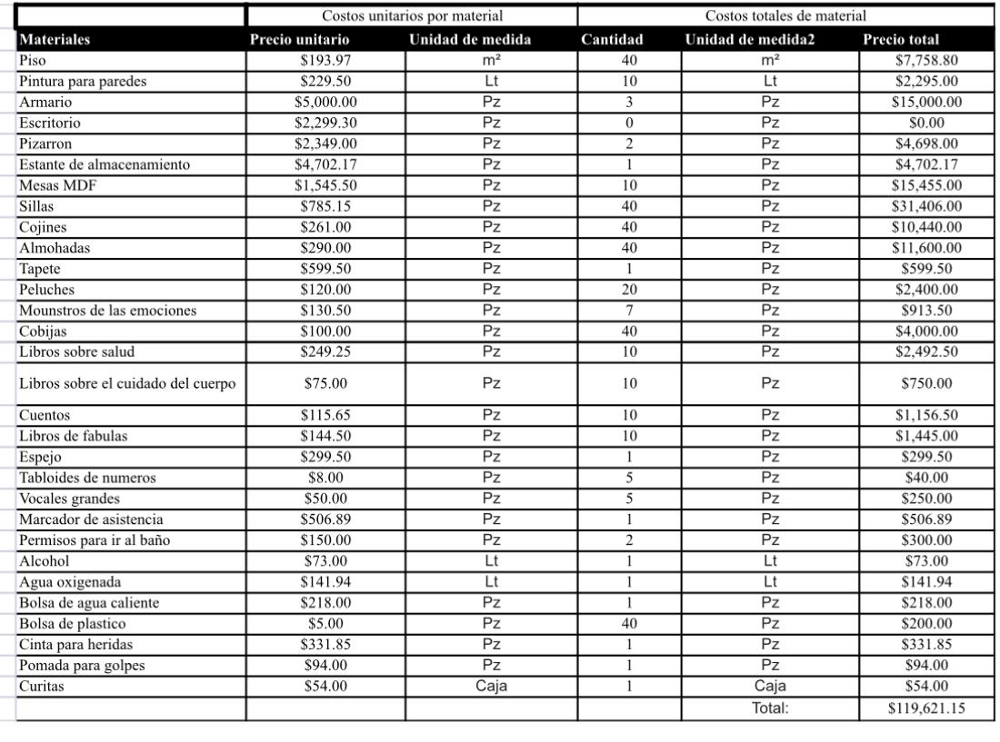 Costos unitarios por material Costos totales de material
Materiales Precio unitario Unidad de medida Cantidad Unidad de medida2 Precio total
Piso $193.97 m² 40 m² $7,758.80
Pintura para paredes $229.50 Lt 10 Lt $2,295.00
Armario $5,000.00 Pz 3 Pz $15,000.00
Escritorio $2,299.30 Pz 0 Pz $0.00
Pizarron $2,349.00 Pz 2 Pz $4,698.00
Estante de almacenamiento $4,702.17 Pz 1 Pz $4,702.17
Mesas MDF $1,545.50 Pz 10 Pz $15,455.00
Sillas $785.15 Pz 40 Pz $31,406.00
Cojines $261.00 Pz 40 Pz $10,440.00
Almohadas $290.00 Pz 40 Pz $11,600.00
Tapete $599.50 Pz 1 Pz $599.50
Peluches $120.00 Pz 20 Pz $2,400.00
Mounstros de las emociones $130.50 Pz 7 Pz $913.50
Cobijas $100.00 Pz 40 Pz $4,000.00
Libros sobre salud $249.25 Pz 10 Pz $2,492.50
Libros sobre el cuidado del cuerpo $75.00 Pz 10 Pz $750.00
Cuentos $115.65 Pz 10 Pz $1,156.50
Libros de fabulas $144.50 Pz 10 Pz $1,445.00
Espejo $299.50 Pz 1 Pz $299.50
Tabloides de numeros $8.00 Pz 5 Pz $40.00
Vocales grandes $50.00 Pz 5 Pz $250.00
Marcador de asistencia $506.89 Pz 1 Pz $506.89
Permisos para ir al baño $150.00 Pz 2 Pz $300.00
Alcohol $73.00 Lt 1 Lt $73.00
Agua oxigenada $141.94 Lt 1 Lt $141.94
Bolsa de agua caliente $218.00 Pz 1 Pz $218.00
Bolsa de plastico $5.00 Pz 40 Pz $200.00
Cinta para heridas $331.85 Pz 1 Pz $331.85
Pomada para golpes $94.00 Pz 1 Pz $94.00
Curitas $54.00 Caja 1 Caja $54.00
Total: $119,621.15